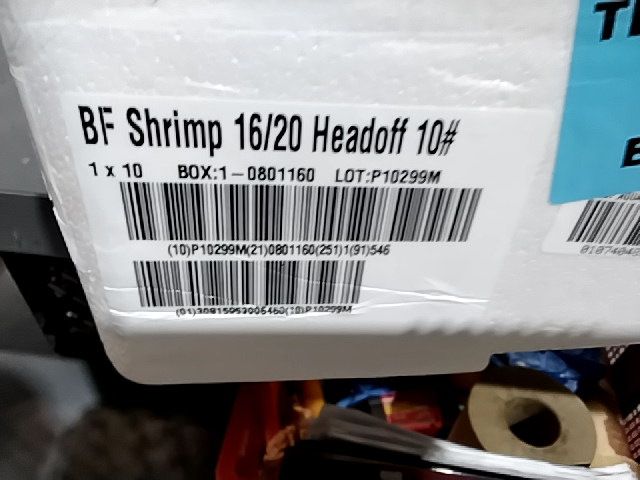 BF Shrimp 16/20 Headoff 10#
1 x 10 BOX:1-0801160 LOT:P10299M
(10)P10299M(21)0801160(251)1(91)546